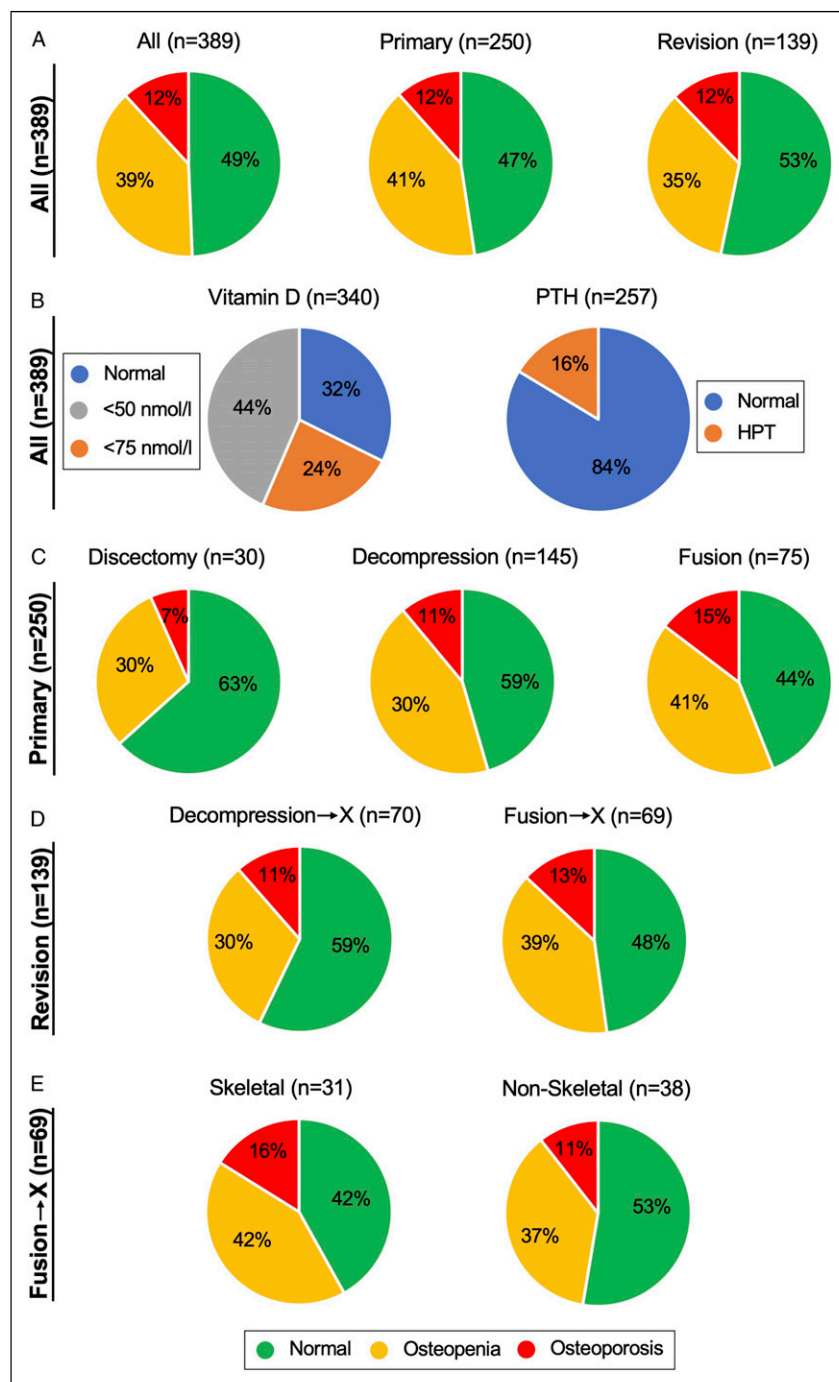 A
All (n=389)
Primary (n=250)
Revision (n=139)
All (n=389)
12%
39%
49%
12%
41%
47%
12%
35%
53%
B
Vitamin D (n=340)
PTH (n=257)
All (n=389)
Normal
<50 nmol/l
<75 nmol/l
44%
32%
24%
16%
84%
Normal
HPT
C
Discectomy (n=30)
Decompression (n=145)
Fusion (n=75)
Primary (n=250)
7%
30%
63%
11%
30%
59%
15%
41%
44%
D
Decompression→X (n=70)
Fusion→X (n=69)
Revision (n=139)
11%
30%
59%
13%
39%
48%
E
Skeletal (n=31)
Non-Skeletal (n=38)
Fusion→X (n=69)
16%
42%
42%
11%
37%
53%
Normal Osteopenia Osteoporosis